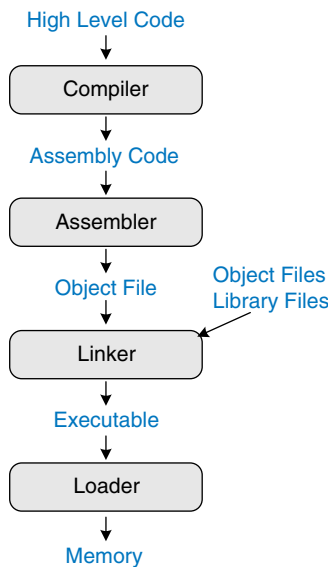 High Level Code
Compiler
Assembly Code
Assembler
Object File
Object Files
Library Files
Linker
Executable
Loader
Memory